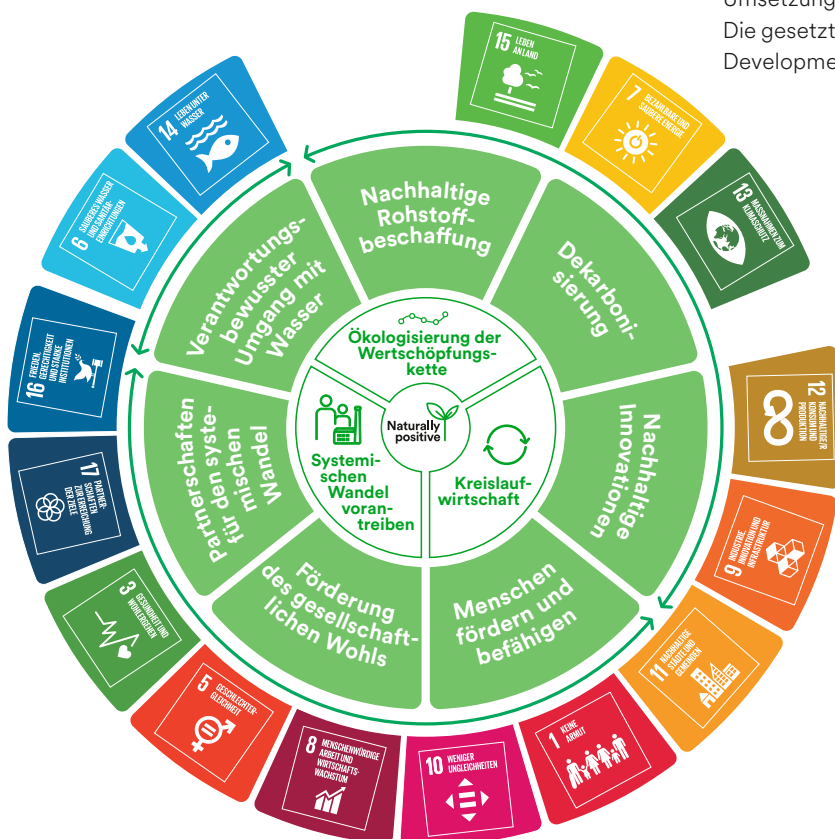 Umsetzung
Die gesetzt
Developme
15 LEBEN
AN LAND
7 BEZAHLBARE UND
SAUBERE ENERGIE
13 MASSNAHMEN ZUM
KLIMASCHUTZ
12 NACHHALTIGE/R
KONSUM UND
PRODUKTION
9 INDUSTRIE,
INNOVATION UND
INFRASTRUKTUR
11 NACHHALTIGE
STÄDTE UND
GEMEINDEN
1 KEINE
ARMUT
10 WENIGER
UNGLEICHHEITEN
8 MENSCHENWÜRDIGE
ARBEIT UND
WIRTSCHAFTS-
WACHSTUM
5 GESCHLECHTER-
GLEICHHEIT
3 GESUNDHEIT UND
WOHLERGEHEN
17 PARTNER-
SCHAFTEN
ZUR ERREICHUNG
DER ZIELE
16 FRIEDEN,
GERECHTIGKEIT
UND STARKE
INSTITUTIONEN
6 SAUBERES WASSER
UND SANITÄR-
EINRICHTUNGEN
14 LEBEN UNTER
WASSER
Nachhaltige
Rohstoff-
beschaffung
Dekarboni-
sierung
Nachhaltige
Innovationen
Menschen
fördern und
befähigen
Förderung
des gesellschaft-
lichen Wohls
Partnerschaften
für den syste-
mischen
Wandel
Verantwortungs-
bewusster
Umgang mit
Wasser
Ökologisierung der
Wertschöpfungs-
kette
Kreislauf-
wirtschaft
Systemi-
schen
Wandel
voran-
treiben
Naturally
positive